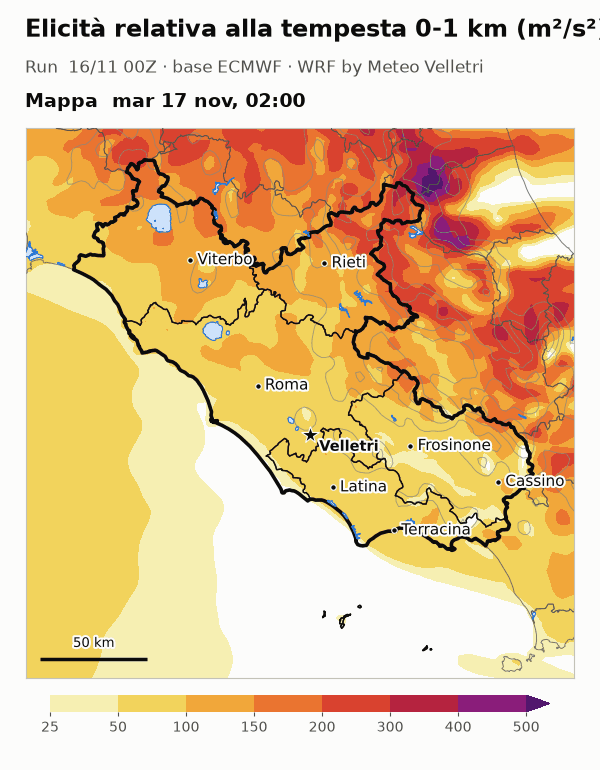 Elicità relativa alla tempesta 0-1 km (m²/s²)
Run  16/11 00Z · base ECMWF · WRF by Meteo Velletri
Mappa  mar 17 nov, 02:00
Viterbo
Rieti
Roma
Velletri
Frosinone
Cassino
Latina
Terracina
50 km
25 50 100 150 200 300 400 500